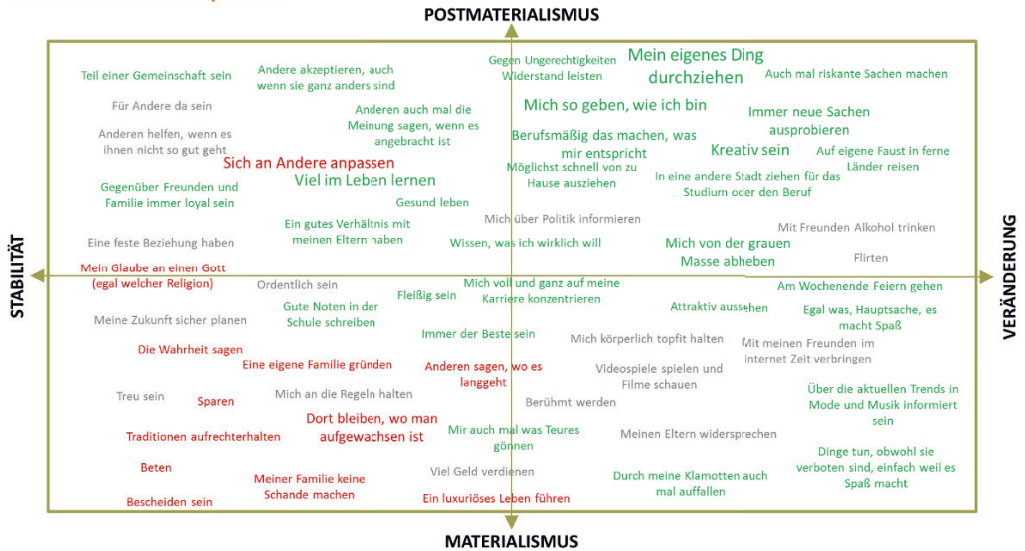 POSTMATERIALISMUS
Teil einer Gemeinschaft sein
Andere akzeptieren, auch
wenn sie ganz anders sind
Gegen Ungerechtigkeiten
Widerstand leisten
Mein eigenes Ding
durchziehen
Auch mal riskante Sachen machen
Für Andere da sein
Anderen helfen, wenn es
ihnen nicht so gut geht
Anderen auch mal die
Meinung sagen, wenn es
angebracht ist
Mich so geben, wie ich bin
Immer neue Sachen
ausprobieren
Berufsmäßig das machen, was
mir entspricht
Kreativ sein
Auf eigene Faust in ferne
Länder reisen
Sich an Andere anpassen
Viel im Leben lernen
Möglichst schnell von zu
Hause ausziehen
In eine andere Stadt ziehen für das
Studium oder den Beruf
Gegenüber Freunden und
Familie immer loyal sein
Gesund leben
Ein gutes Verhältnis mit
meinen Eltern haben
Mich über Politik informieren
Mit Freunden Alkohol trinken
Eine feste Beziehung haben
Wissen, was ich wirklich will
Mich von der grauen
Masse abheben
Flirten
STABILITÄT
VERÄNDERUNG
Mein Glaube an einen Gott
(egal welcher Religion)
Ordentlich sein
Fleißig sein
Mich voll und ganz auf meine
Karriere konzentrieren
Am Wochenende Feiern gehen
Meine Zukunft sicher planen
Gute Noten in der
Schule schreiben
Attraktiv aussehen
Egal was, Hauptsache, es
macht Spaß
Immer der Beste sein
Mich körperlich topfit halten
Mit meinen Freunden im
Internet Zeit verbringen
Die Wahrheit sagen
Eine eigene Familie gründen
Anderen sagen, wo es
langgeht
Videospiele spielen und
Filme schauen
Treu sein
Sparen
Mich an die Regeln halten
Berühmt werden
Über die aktuellen Trends in
Mode und Musik informiert
sein
Dort bleiben, wo man
aufgewachsen ist
Traditionen aufrechterhalten
Mir auch mal was Teures
gönnen
Meinen Eltern widersprechen
Beten
Meiner Familie keine
Schande machen
Viel Geld verdienen
Durch meine Klamotten auch
mal auffallen
Dinge tun, obwohl sie
verboten sind, einfach weil es
Spaß macht
Bescheiden sein
Ein luxuriöses Leben führen
MATERIALISMUS